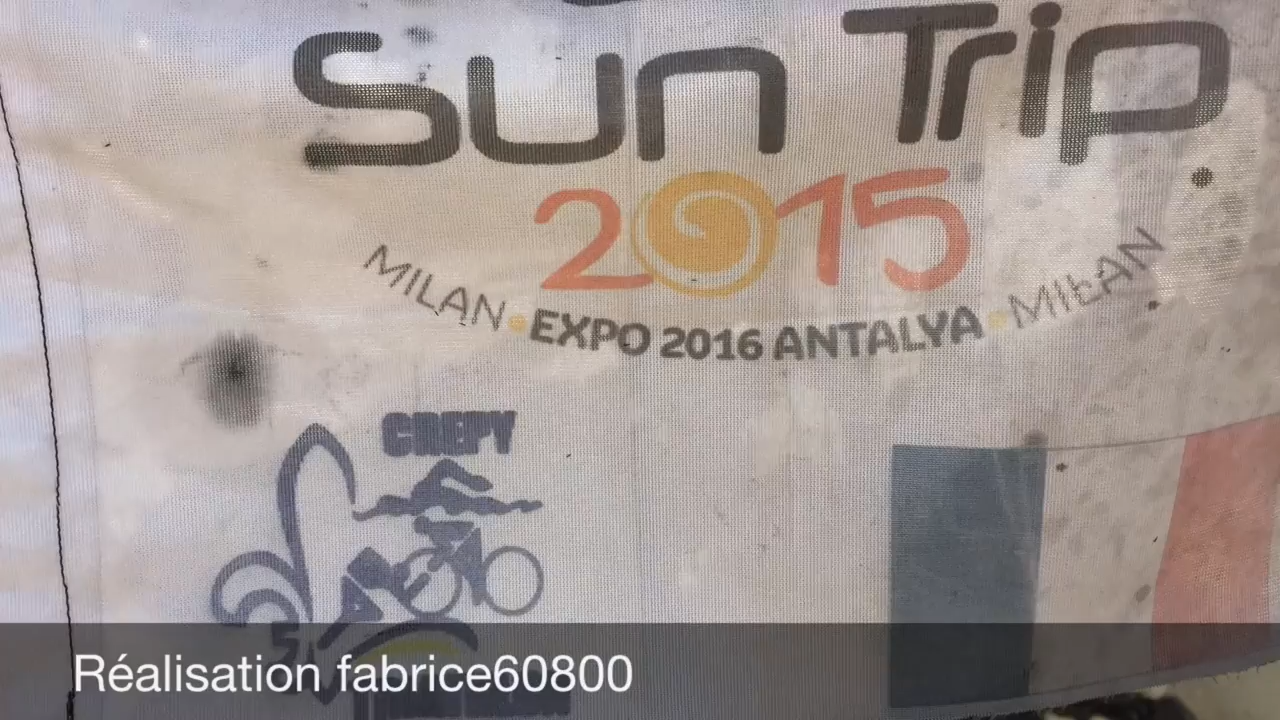 Sun Trip
2015
MILAN • EXPO 2016 ANTALYA • MILAN
CREPY
Réalisation fabrice60800